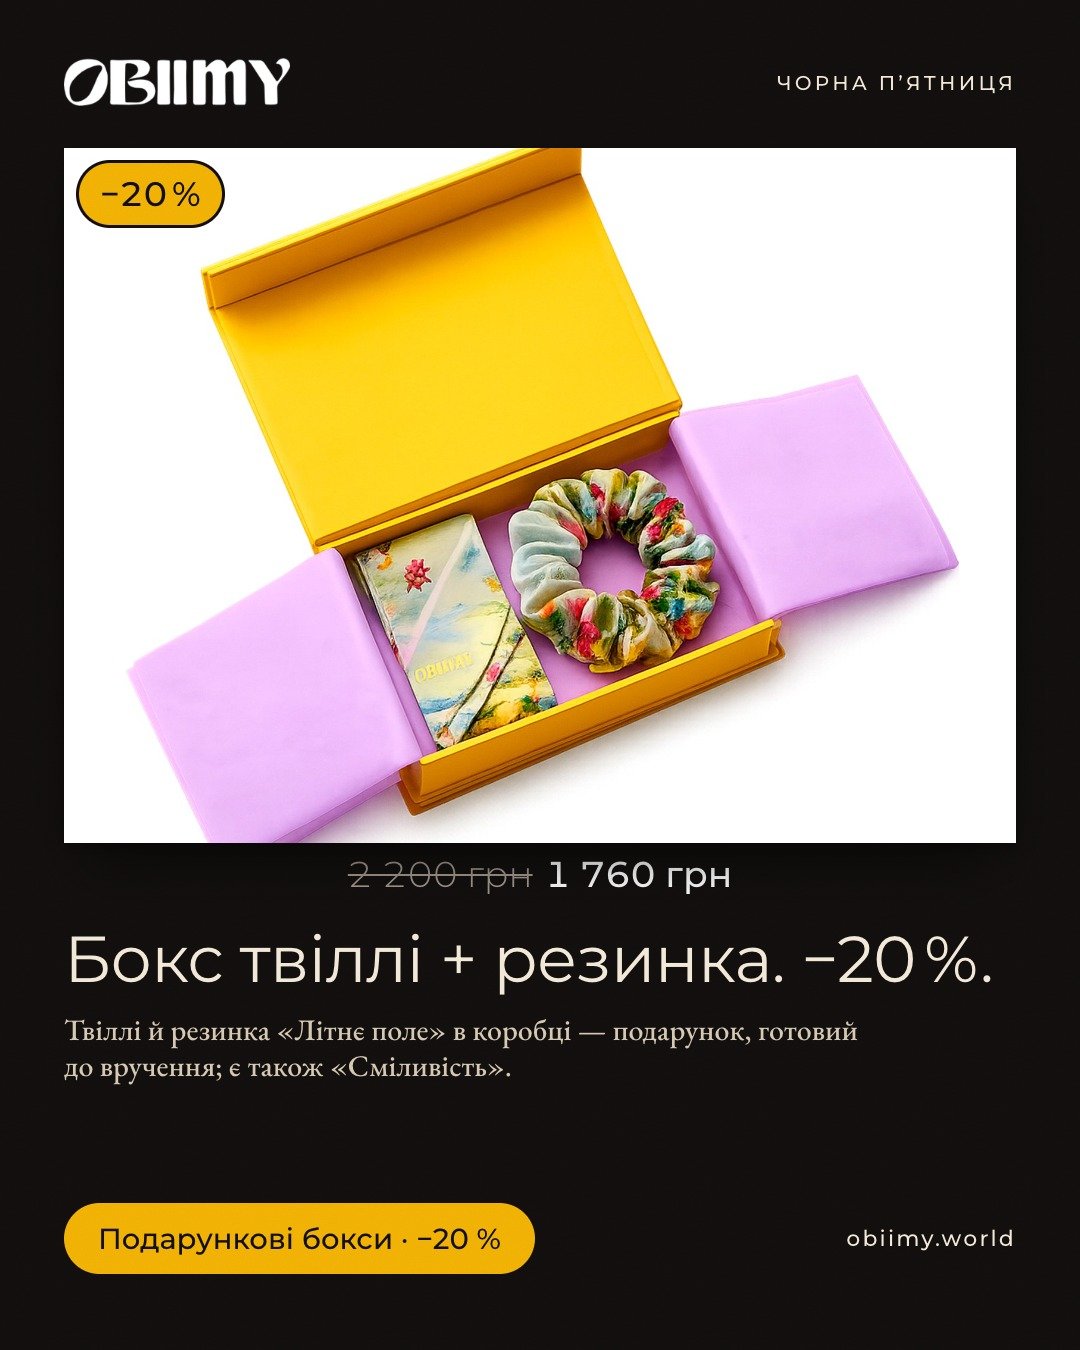 OBIIMY
ЧОРНА П’ЯТНИЦЯ
−20 %
OBIIMY
2 200 грн 1 760 грн
Бокс твіллі + резинка. −20 %.
Твіллі й резинка «Літнє поле» в коробці — подарунок, готовий
до вручення; є також «Сміливість».
Подарункові бокси · −20 %
obiimy.world